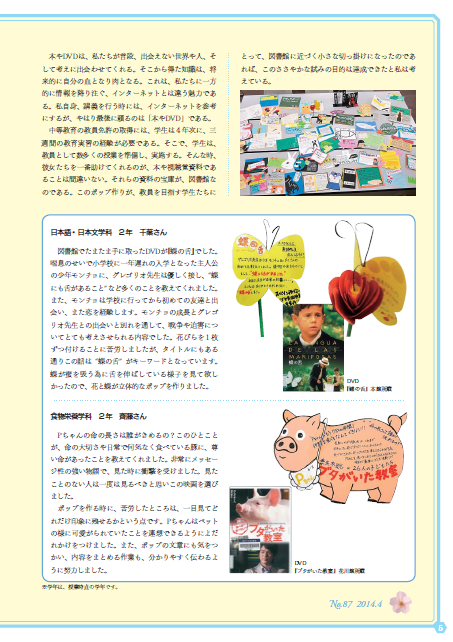 本やDVDは、私たちが普段、出会えない世界や人、そ
して考えに出会わせてくれる。そこから得た知識は、将
来的に自分の血となり肉となる。これは、私たちに一方
的に情報を降り注ぐ、インターネットとは違う魅力であ
る。私自身、講義を行う時には、インターネットを参考
にするが、やはり最後に頼るのは「本やDVD」である。
中等教育の教員免許の取得には、学生は4年次に、三
週間の教育実習の経験が必要である。そこで、学生は、
教員として数多くの授業を準備し、実施する。そんな時、
彼女たちを一番助けてくれるのが、本や視聴覚資料であ
ることは間違いない。それらの資料の宝庫が、図書館な
のである。このポップ作りが、教員を目指す学生たちに
とって、図書館に近づく小さな切っ掛けになったのであ
れば、このささやかな試みの目的は達成できたと私は考
えている。
日本語・日本文学科 2年 千葉さん
図書館でたまたま手に取ったDVDが『蝶の舌』でした。
喘息のせいで小学校に一年遅れの入学となった主人公
の少年モンチョに、グレゴリオ先生は優しく接し、“蝶
にも舌があること”など多くのことを教えてくれました。
また、モンチョは学校に行ってから初めての友達と出
会い、また恋を経験します。モンチョの成長とグレゴ
リオ先生との出会いと別れを通して、戦争や迫害につ
いてとても考えさせられる内容でした。花びらを1枚
ずつ付けることに苦労しましたが、タイトルにもある
通りこの話は“蝶の舌”がキーワードとなっています。
蝶が蜜を吸う為に舌を伸ばしている様子を見て欲し
かったので、花と蝶が立体的なポップを作りました。
蝶の舌
LA LENGUA
DE LAS
MARIPOSAS
蝶の舌
DVD
『蝶の舌』本館所蔵
食物栄養学科 2年 齊藤さん
Pちゃんの命の長さは誰がきめるの?このひとこと
が、命の大切さや日常で何気なく食べている豚に、尊
い命があったことを教えてくれました。非常にメッセー
ジ性の強い物語で、見た時に衝撃を受けました。見た
ことのない人は一度は見るべきと思いこの映画を選び
ました。
ポップを作る時に、苦労したところは、一目見てど
れだけ印象に残せるかという点です。Pちゃんはペット
の様に可愛がられていたことを連想できるようによだ
れかけをつけました。また、ポップの文章にも気をつ
かい、内容をまとめる作業も、分かりやすく伝わるよ
うに努力しました。
ブタがいた教室
ブタがいた教室
DVD
『ブタがいた教室』花川館所蔵
※学年は、授業時点の学年です。
No.87 2014.4
5